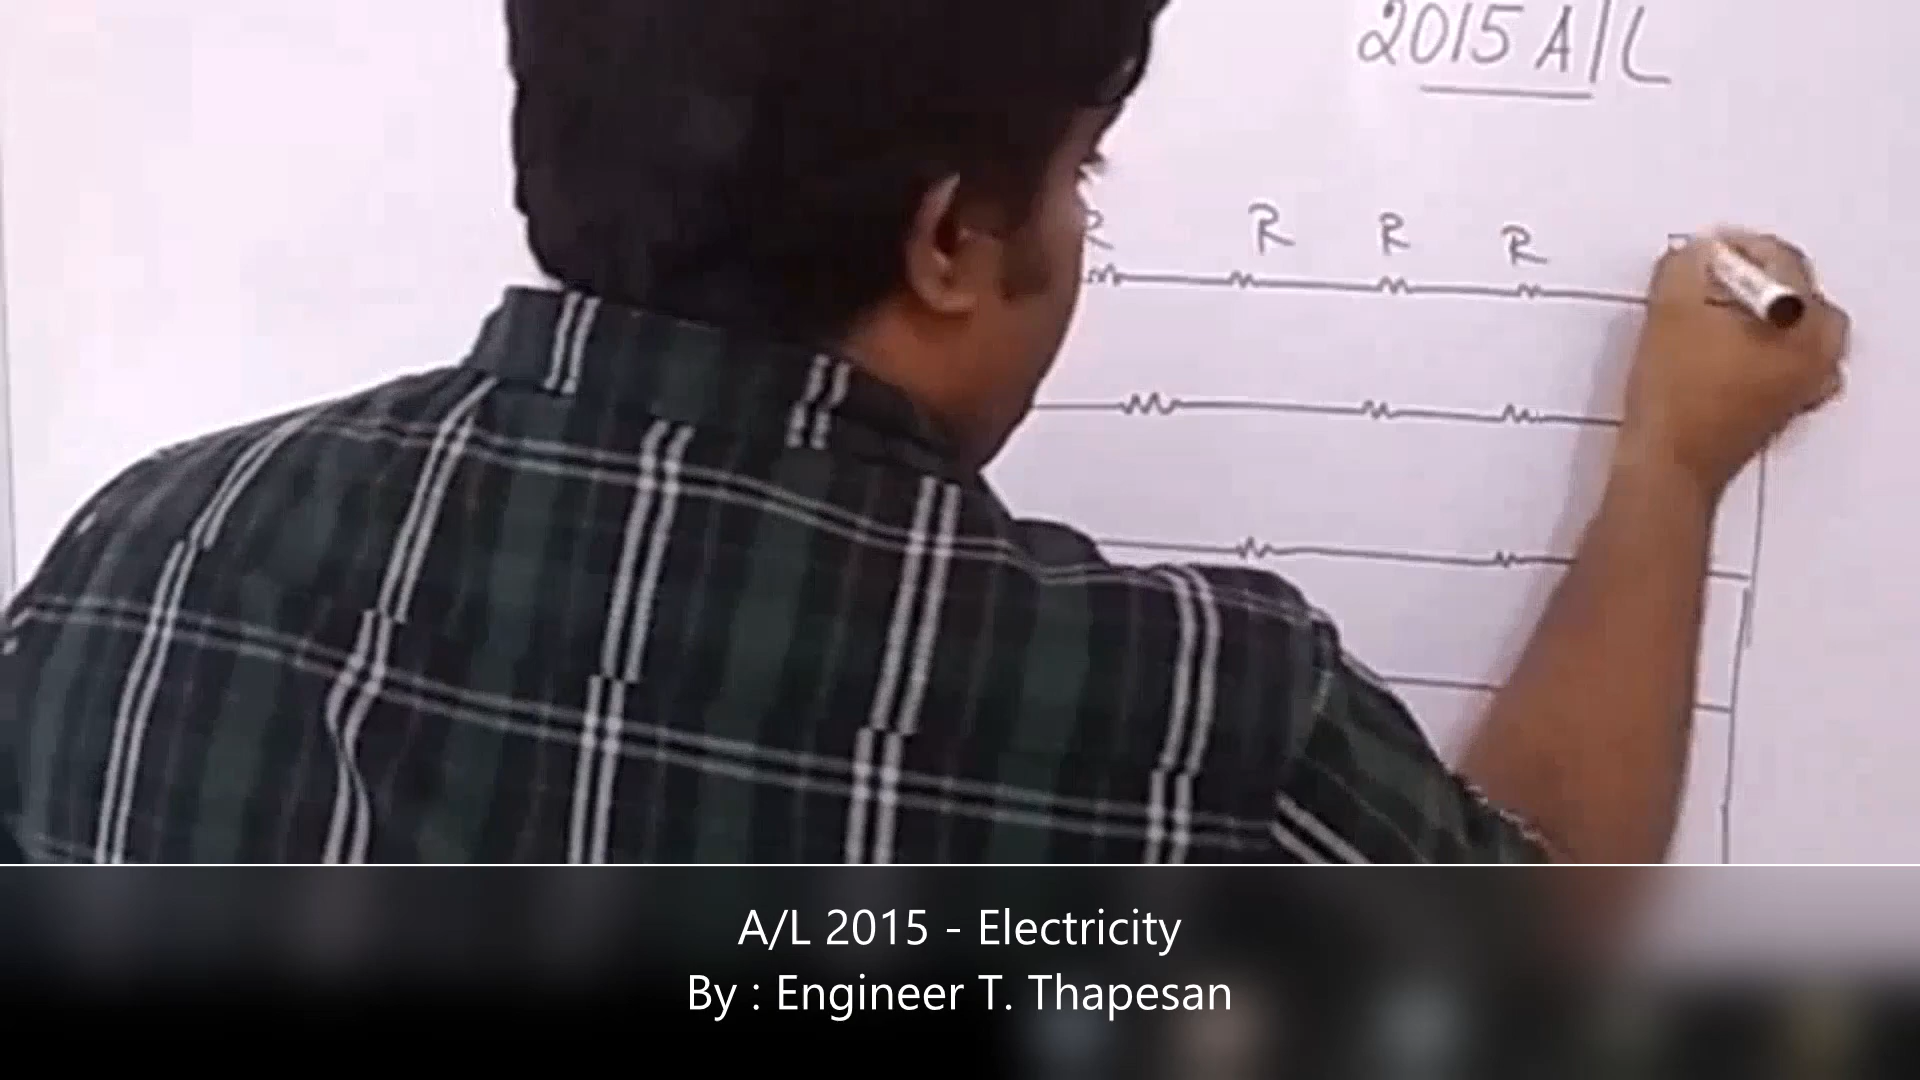 2015 A/L
R R R R
A/L 2015 - Electricity
By : Engineer T. Thapesan